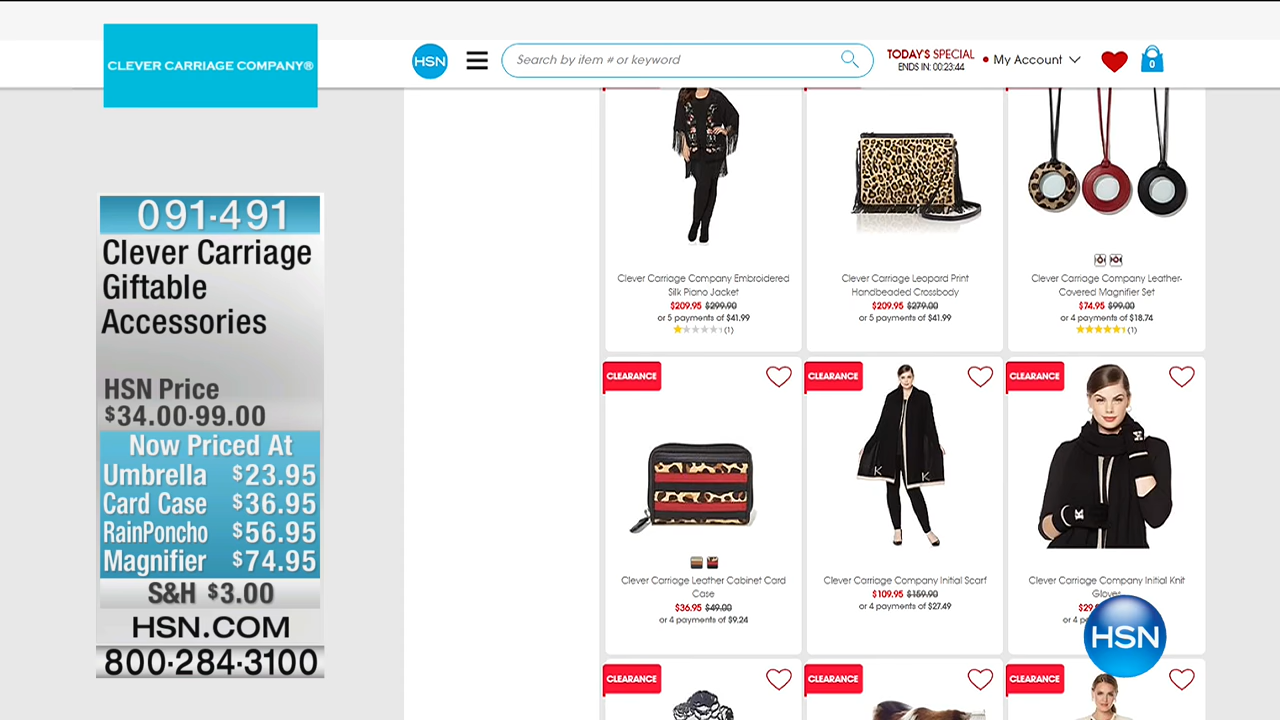 CLEVER CARRIAGE COMPANY®
HSN
Search by item # or keyword
TODAY'S SPECIAL
ENDS IN: 00:23:44
My Account
0
091-491
Clever Carriage
Giftable
Accessories
HSN Price
$34.00-99.00
Now Priced At
Umbrella $23.95
Card Case $36.95
RainPoncho $56.95
Magnifier $74.95
S&H $3.00
HSN.COM
800-284-3100
Clever Carriage Company Embroidered
Silk Piano Jacket
$209.95 $299.90
or 5 payments of $41.99
(1)
Clever Carriage Leopard Print
Handbeaded Crossbody
$209.95 $279.00
or 5 payments of $41.99
Clever Carriage Company Leather-
Covered Magnifier Set
$74.95 $99.00
or 4 payments of $18.74
(1)
CLEARANCE
Clever Carriage Leather Cabinet Card
Case
$36.95 $49.00
or 4 payments of $9.24
CLEARANCE
K K
Clever Carriage Company Initial Scarf
$109.95 $159.90
or 4 payments of $27.49
CLEARANCE
Clever Carriage Company Initial Knit
Gloves
$29
or 4
HSN
CLEARANCE
CLEARANCE
CLEARANCE